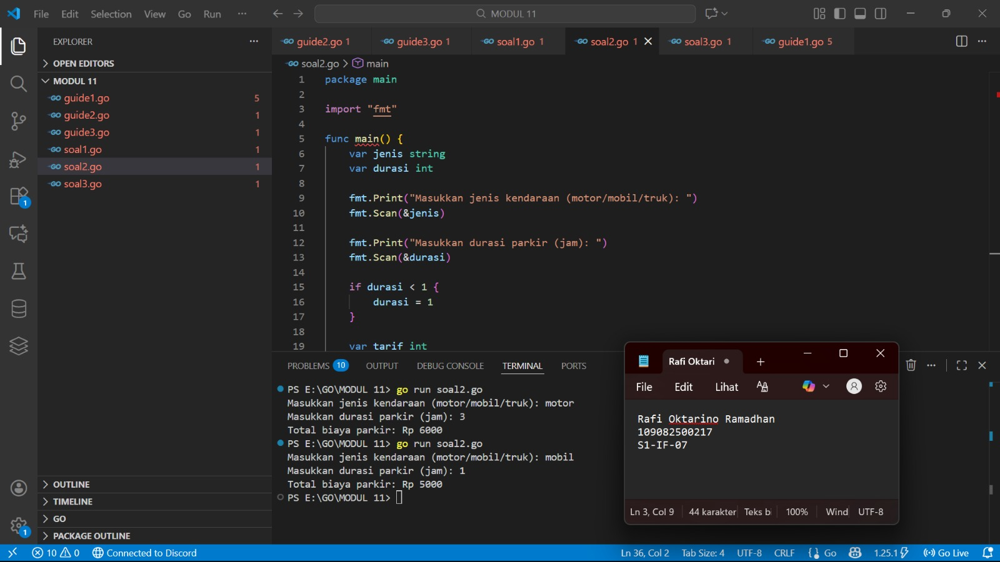 File Edit Selection View Go Run ···
MODUL 11
EXPLORER
OPEN EDITORS
MODUL 11
guide1.go 5
guide2.go 1
guide3.go 1
soal1.go 1
soal2.go 1
soal3.go 1
OUTLINE
TIMELINE
GO
PACKAGE OUTLINE
1
1
guide2.go 1
guide3.go 1
soal1.go 1
soal2.go 1
soal3.go 1
guide1.go 5
soal2.go > main
1 package main
2
3 import "fmt"
4
5 func main() {
6 var jenis string
7 var durasi int
8
9 fmt.Print("Masukkan jenis kendaraan (motor/mobil/truk): ")
10 fmt.Scan(&jenis)
11
12 fmt.Print("Masukkan durasi parkir (jam): ")
13 fmt.Scan(&durasi)
14
15 if durasi < 1 {
16 durasi = 1
17 }
18
19 var tarif int
PROBLEMS 10 OUTPUT DEBUG CONSOLE TERMINAL PORTS
PS E:\GO\MODUL 11> go run soal2.go
Masukkan jenis kendaraan (motor/mobil/truk): motor
Masukkan durasi parkir (jam): 3
Total biaya parkir: Rp 6000
PS E:\GO\MODUL 11> go run soal2.go
Masukkan jenis kendaraan (motor/mobil/truk): mobil
Masukkan durasi parkir (jam): 1
Total biaya parkir: Rp 5000
PS E:\GO\MODUL 11>
Rafi Oktari
File Edit Lihat
Rafi Oktarino Ramadhan
109082500217
S1-IF-07
Ln 3, Col 9 44 karakter Teks bi 100% Wind UTF-8
10 0 Connected to Discord Ln 36, Col 2 Tab Size: 4 UTF-8 CRLF {} Go 1.25.1 Go Live